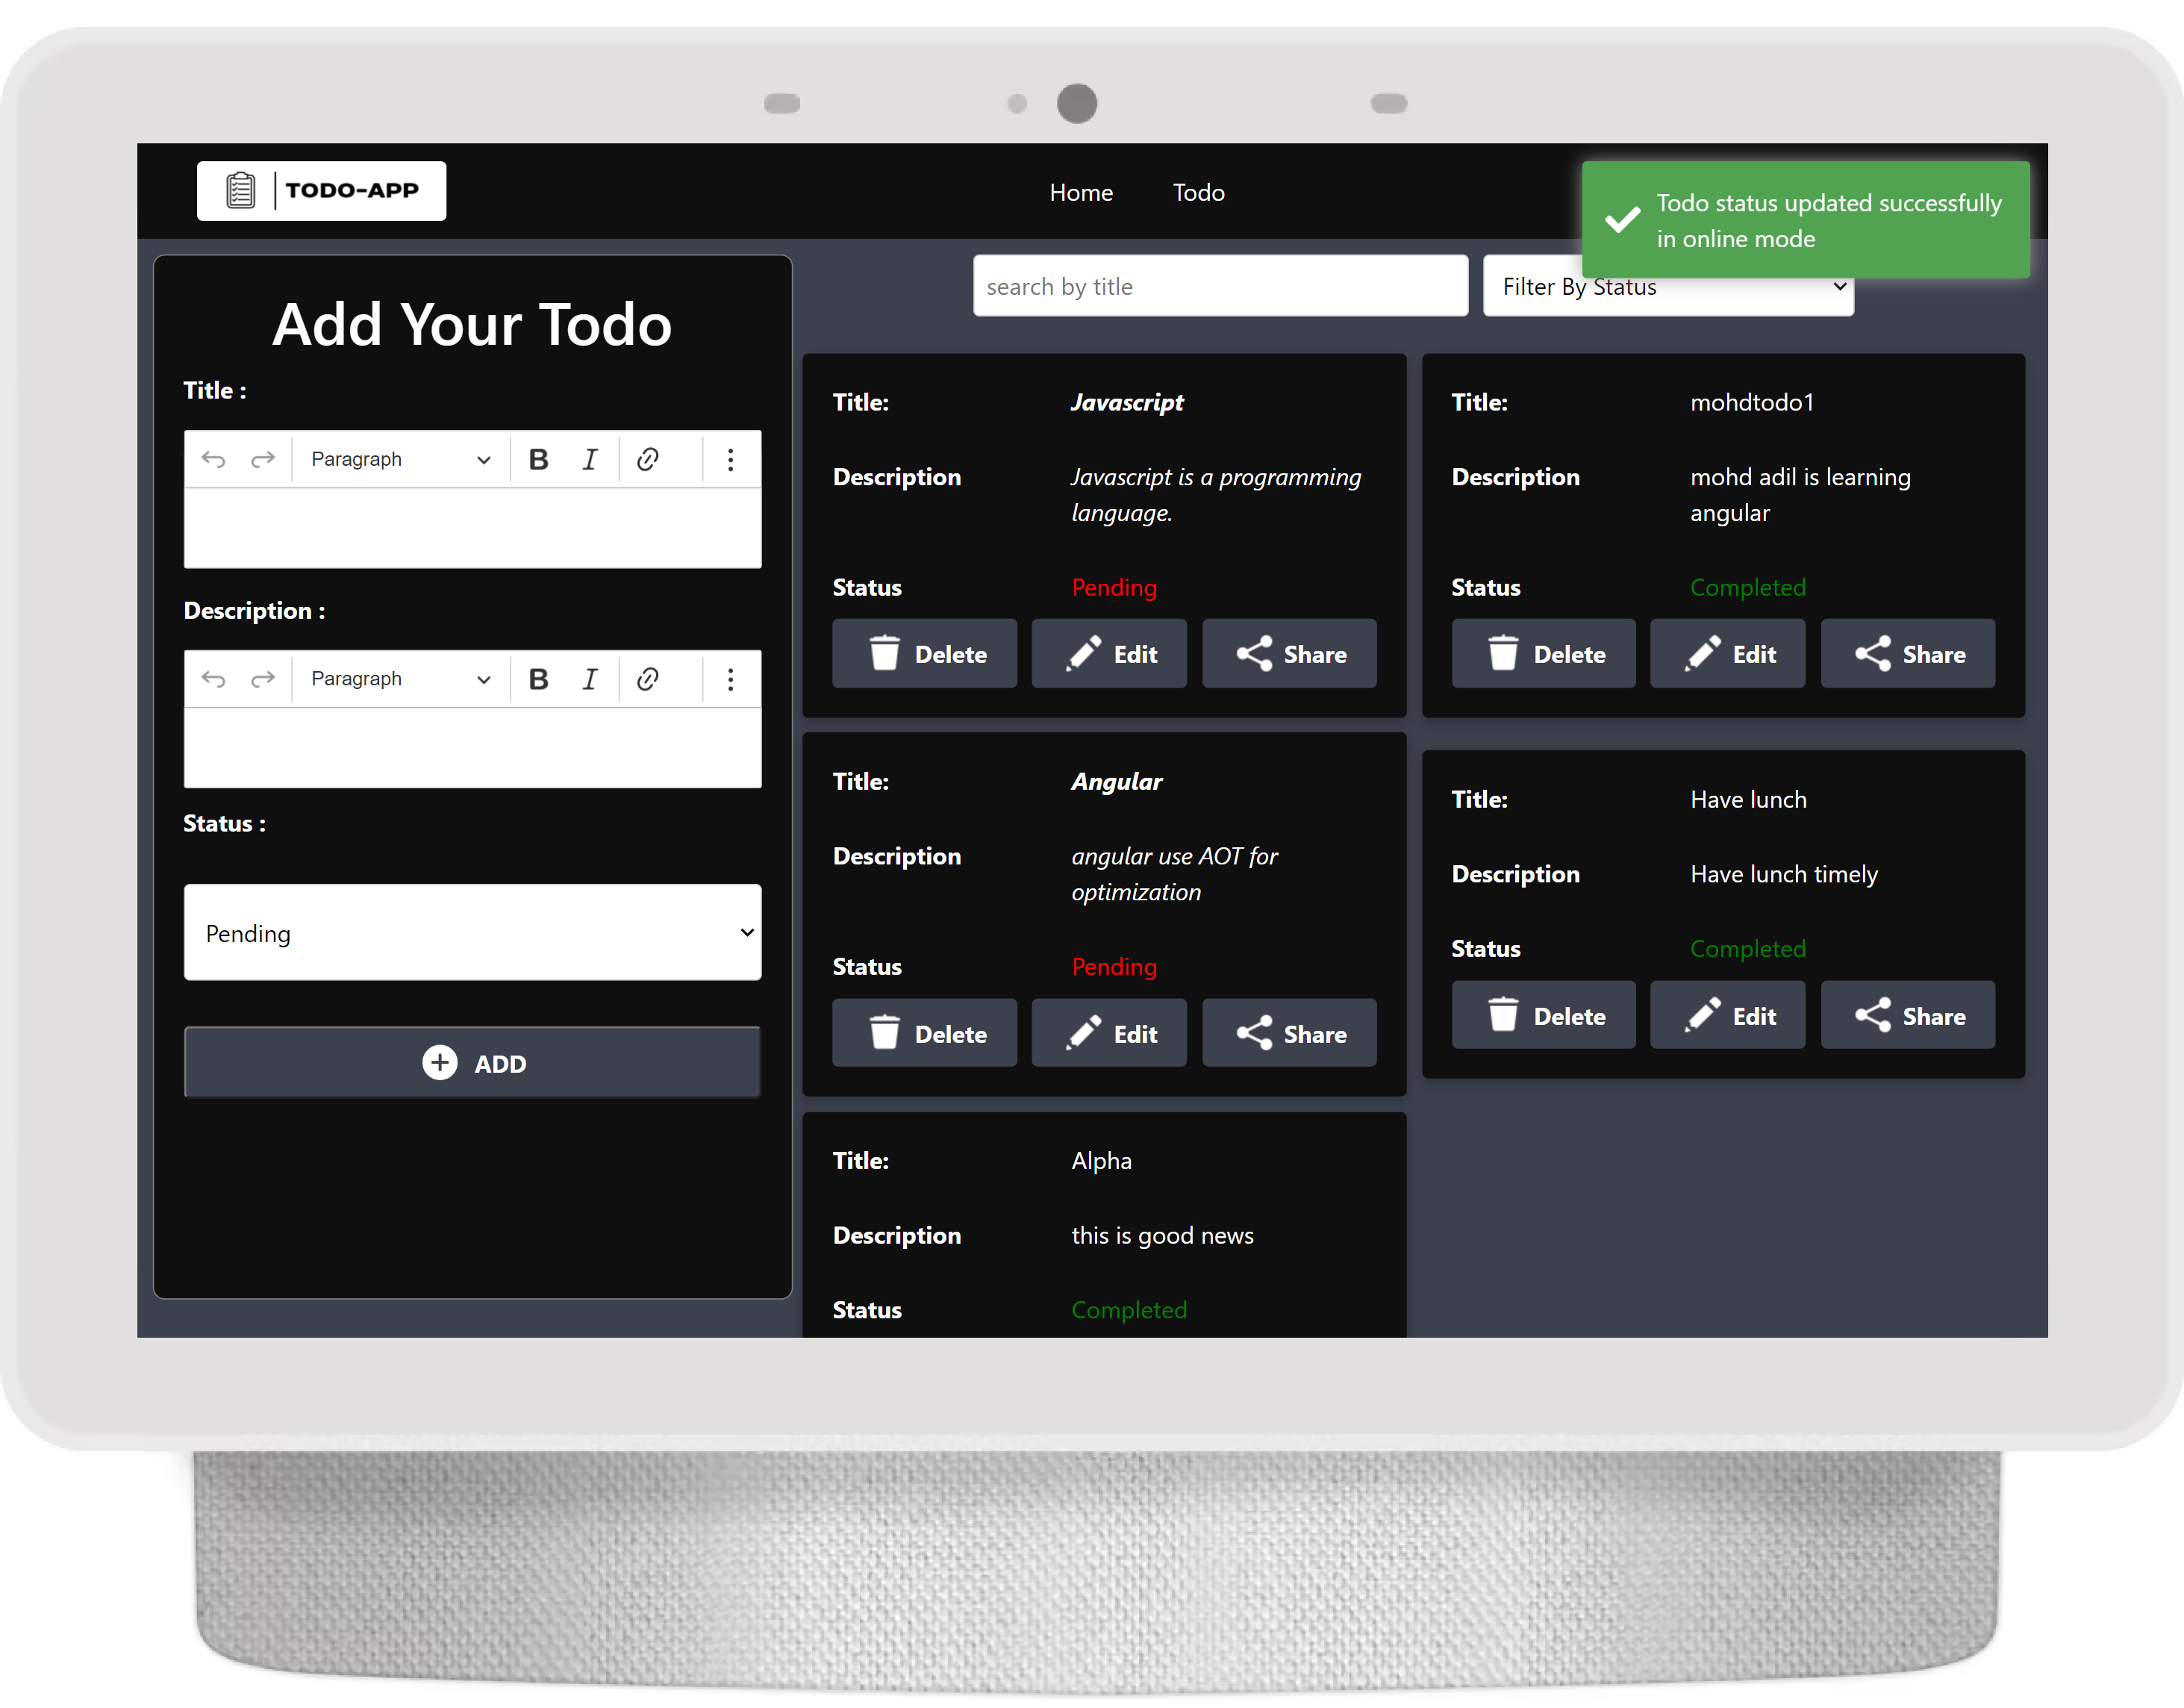 TODO-APP
Home
Todo
Todo status updated successfully
in online mode
Add Your Todo
Title :
Paragraph
B
I
Description :
Paragraph
B
I
Status :
Pending
ADD
search by title
Filter By Status
Title:
Javascript
Description
Javascript is a programming
language.
Status
Pending
Delete
Edit
Share
Title:
mohdtodo1
Description
mohd adil is learning
angular
Status
Completed
Delete
Edit
Share
Title:
Angular
Description
angular use AOT for
optimization
Status
Pending
Delete
Edit
Share
Title:
Have lunch
Description
Have lunch timely
Status
Completed
Delete
Edit
Share
Title:
Alpha
Description
this is good news
Status
Completed